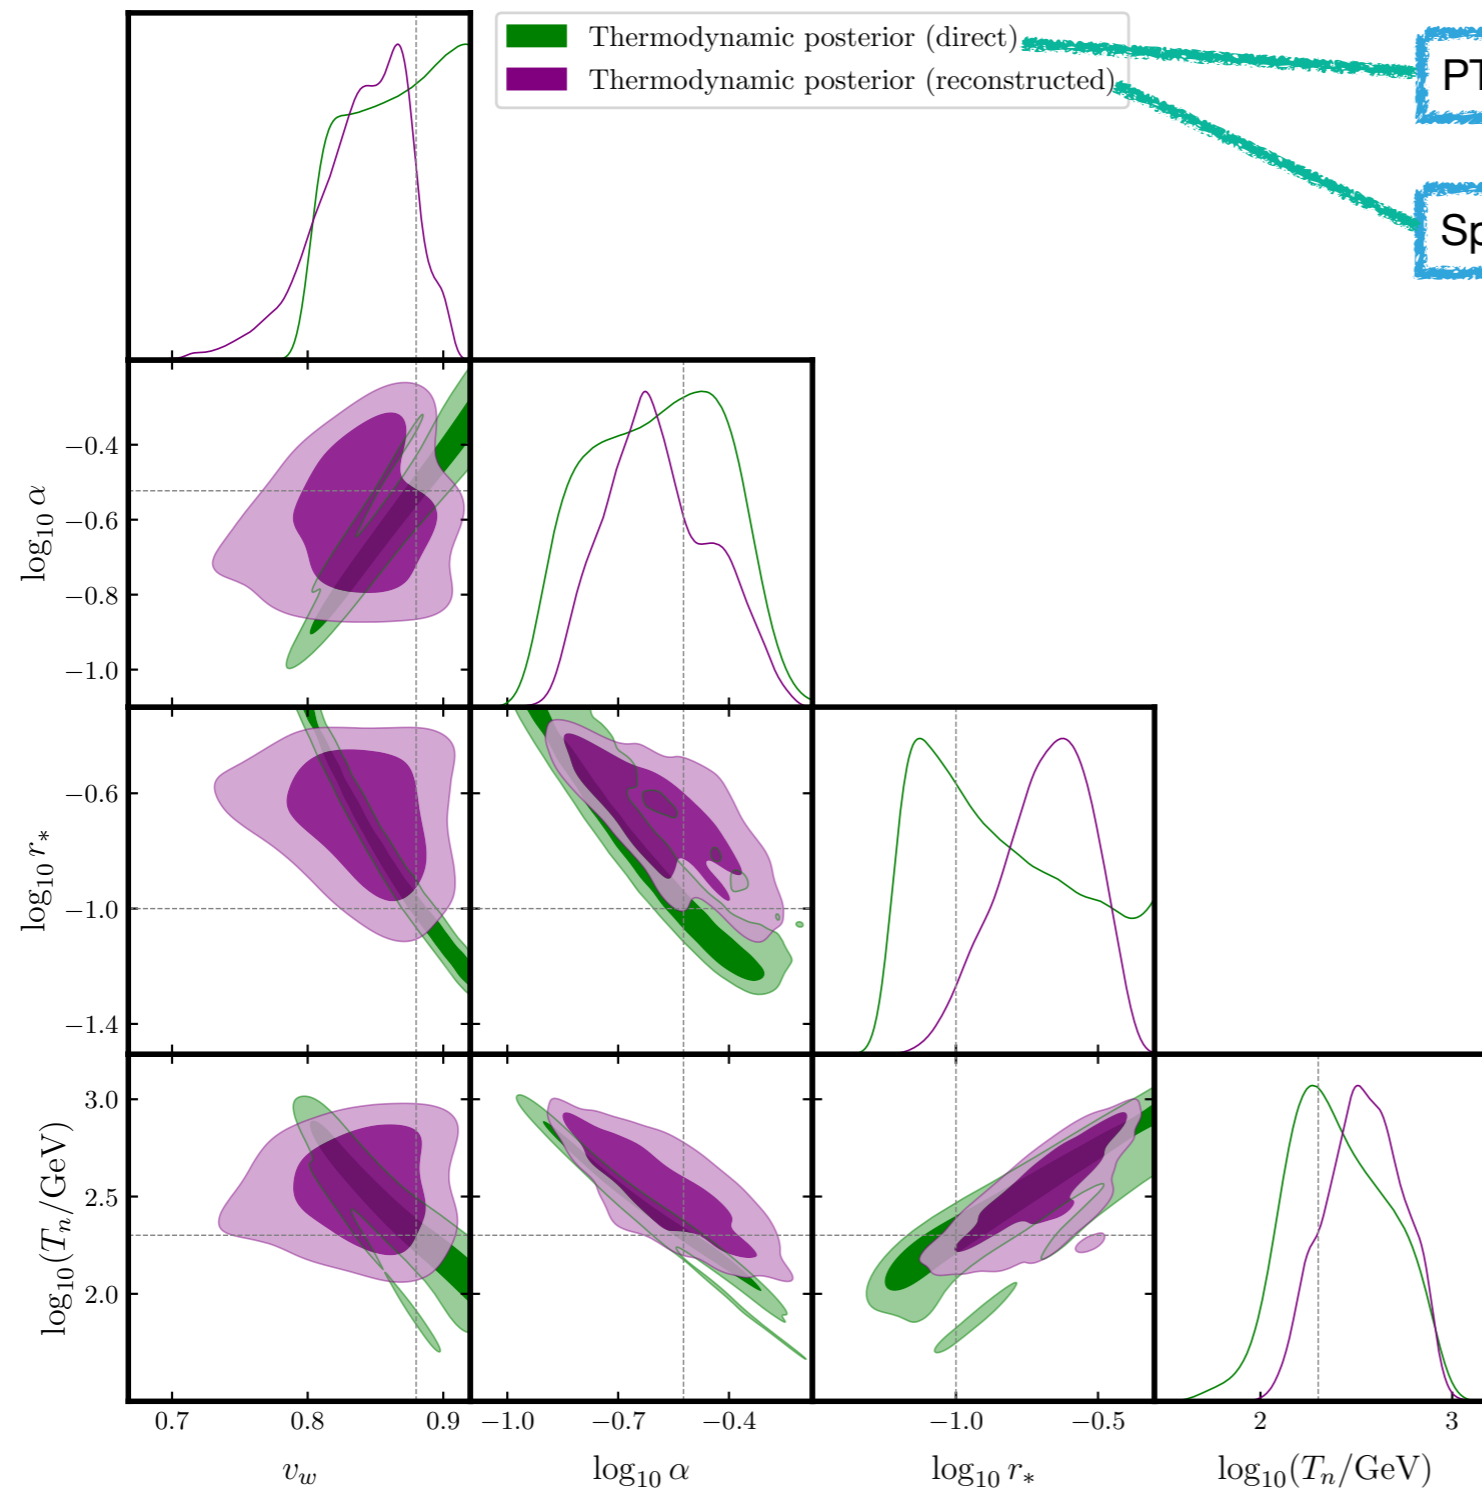 Thermodynamic posterior (direct)
Thermodynamic posterior (reconstructed)
PT
Sp
−0.4
−0.6
−0.8
−1.0
log₁₀ α
−0.6
−1.0
−1.4
log₁₀ r*
3.0
2.5
2.0
log₁₀(Tₙ/GeV)
0.7 0.8 0.9 −1.0 −0.7 −0.4 −1.0 −0.5 2 3
v_w log₁₀ α log₁₀ r* log₁₀(Tₙ/GeV)